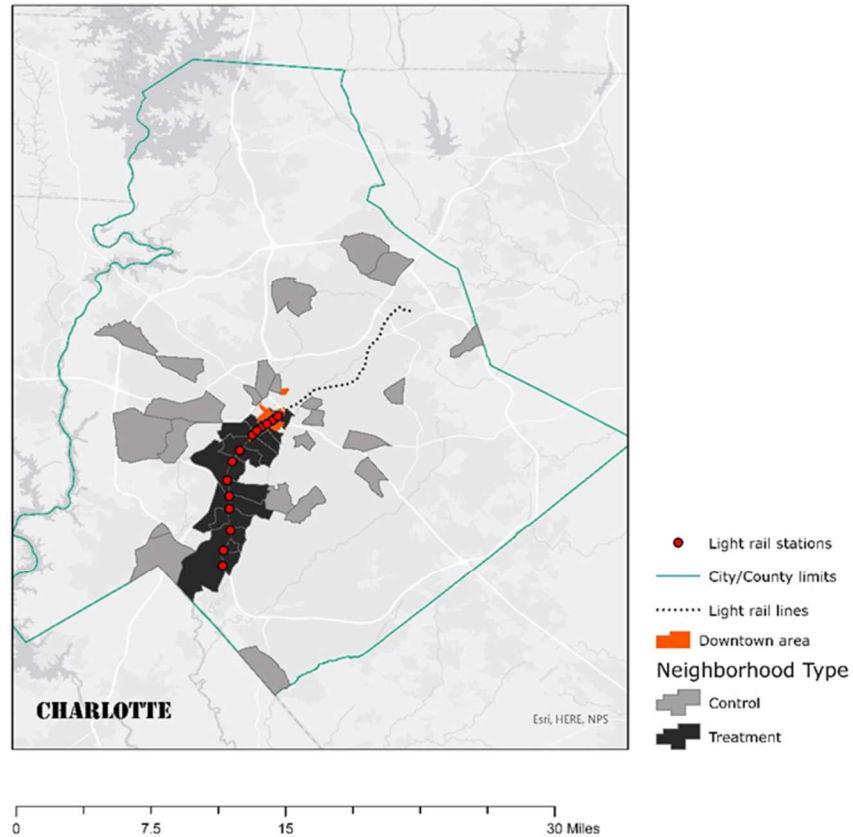 Light rail stations
City/County limits
Light rail lines
Downtown area
Neighborhood Type
Control
Treatment
CHARLOTTE
Esri, HERE, NPS
0 7.5 15 30 Miles